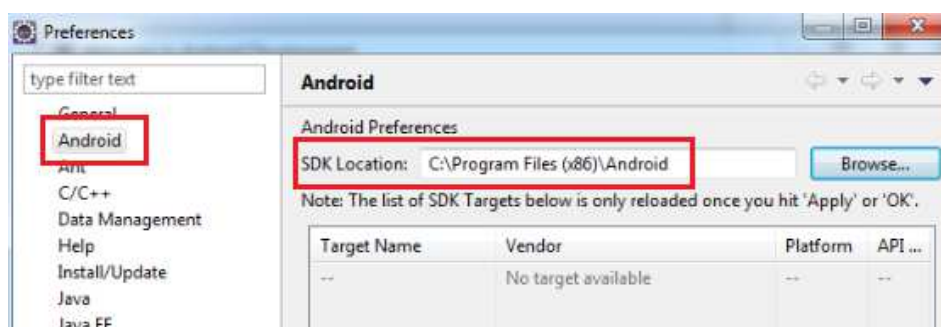 Preferences
type filter text
General
Android
Ant
C/C++
Data Management
Help
Install/Update
Java
Java EE
Android
Android Preferences
SDK Location: C:\Program Files (x86)\Android Browse...
Note: The list of SDK Targets below is only reloaded once you hit 'Apply' or 'OK'.
Target Name Vendor Platform API ...
-- No target available -- --